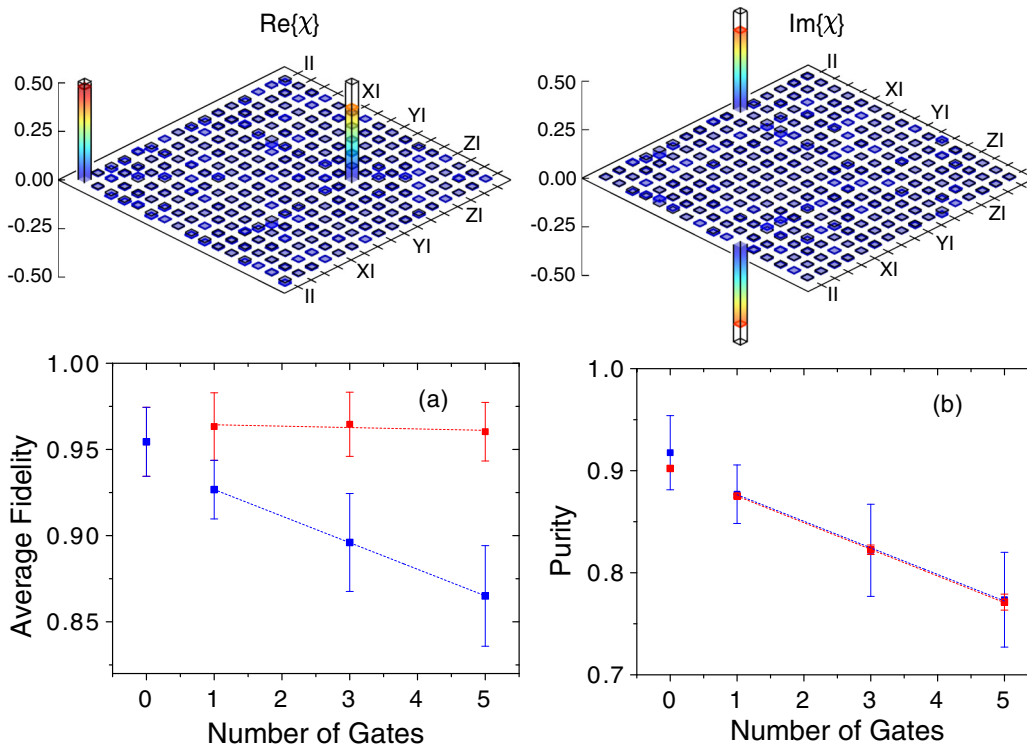 Re{χ}
Im{χ}
0.50
0.25
0.00
-0.25
-0.50
II
XI
YI
ZI
ZI
YI
XI
II
0.50
0.25
0.00
-0.25
-0.50
II
XI
YI
ZI
ZI
YI
XI
II
1.00
0.95
0.90
0.85
Average Fidelity
(a)
0 1 2 3 4 5
Number of Gates
1.0
0.9
0.8
0.7
Purity
(b)
0 1 2 3 4 5
Number of Gates